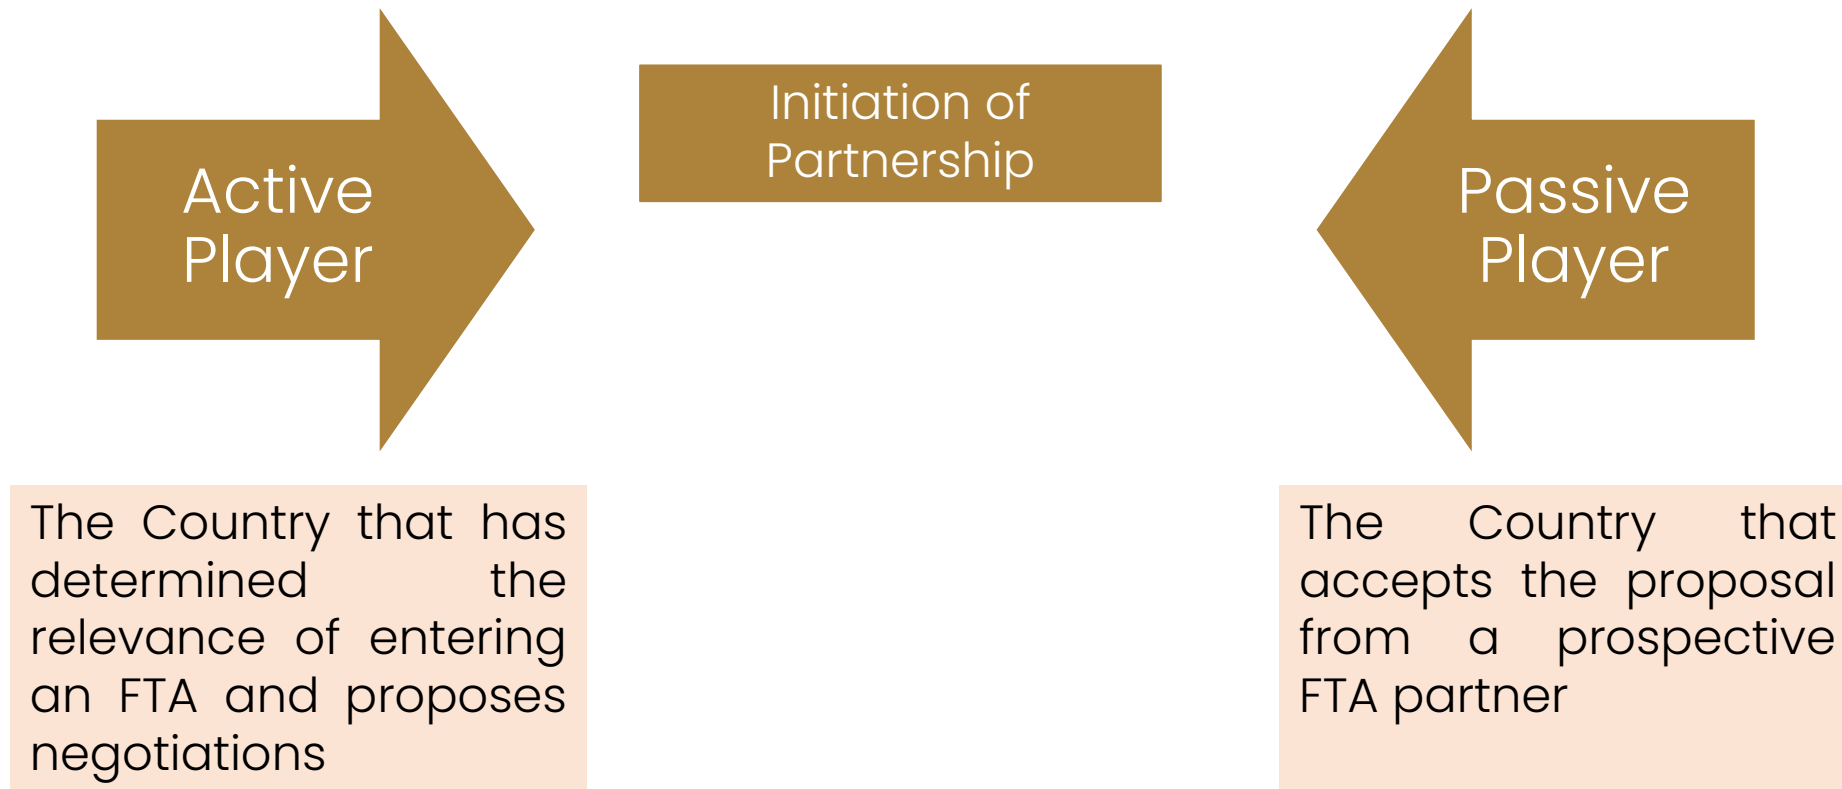 Active
Player
Initiation of
Partnership
Passive
Player
The Country that has
determined the
relevance of entering
an FTA and proposes
negotiations
The Country that
accepts the proposal
from a prospective
FTA partner